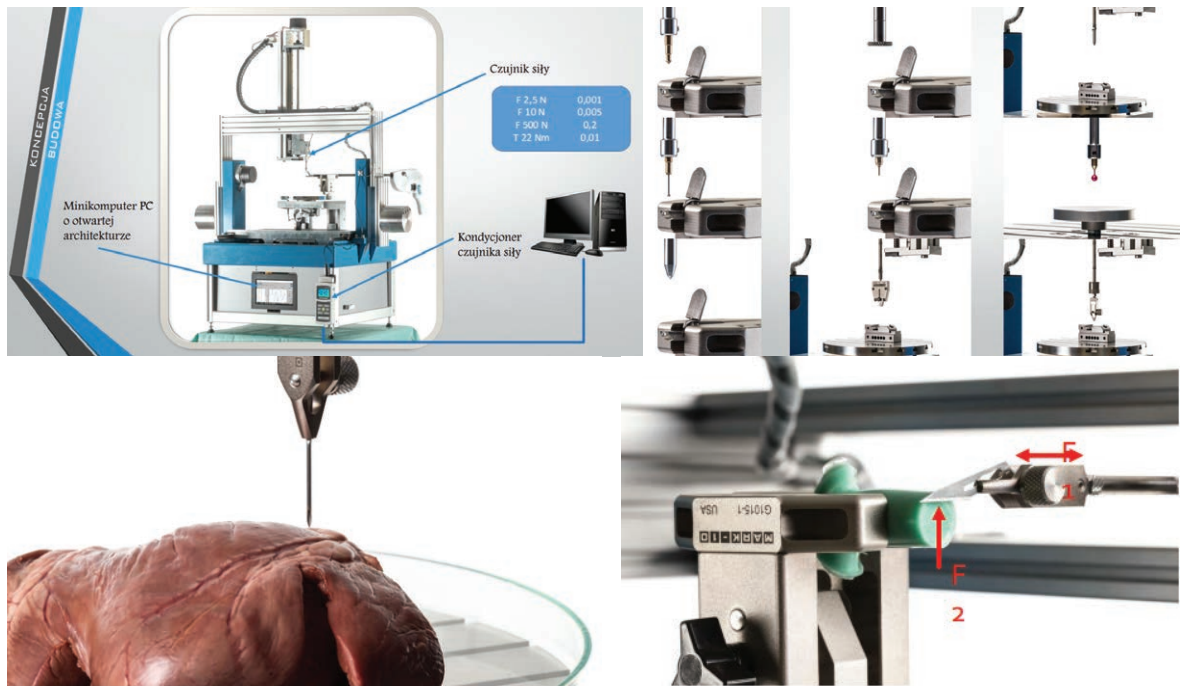 KONCEPCJA
BUDOWA
Czujnik siły
F 2,5 N 0,001
F 10 N 0,005
F 500 N 0,2
T 22 Nm 0,01
Minikomputer PC
o otwartej
architekturze
Kondycjoner
czujnika siły
MARK-10
G1015-1
USA
F
1
F
2